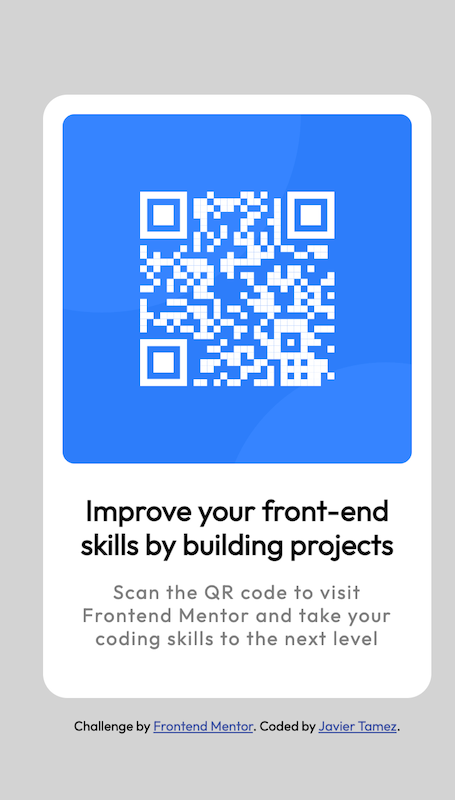 Improve your front-end
skills by building projects
Scan the QR code to visit
Frontend Mentor and take your
coding skills to the next level
Challenge by Frontend Mentor. Coded by Javier Tamez.